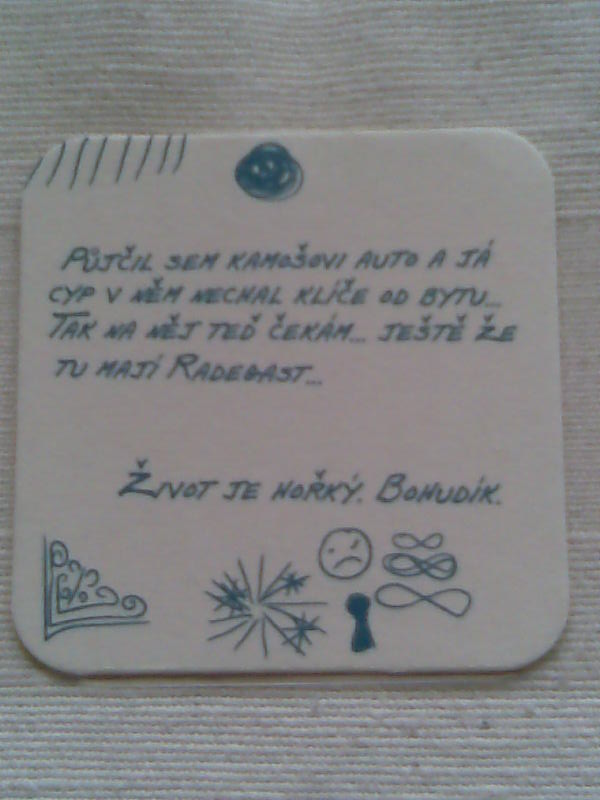 Půjčil sem kamošovi auto a já
cyp v něm nechal klíče od bytu...
Tak na něj teď čekám... ještě že
tu mají Radegast...
Život je hořký. Bohudík.